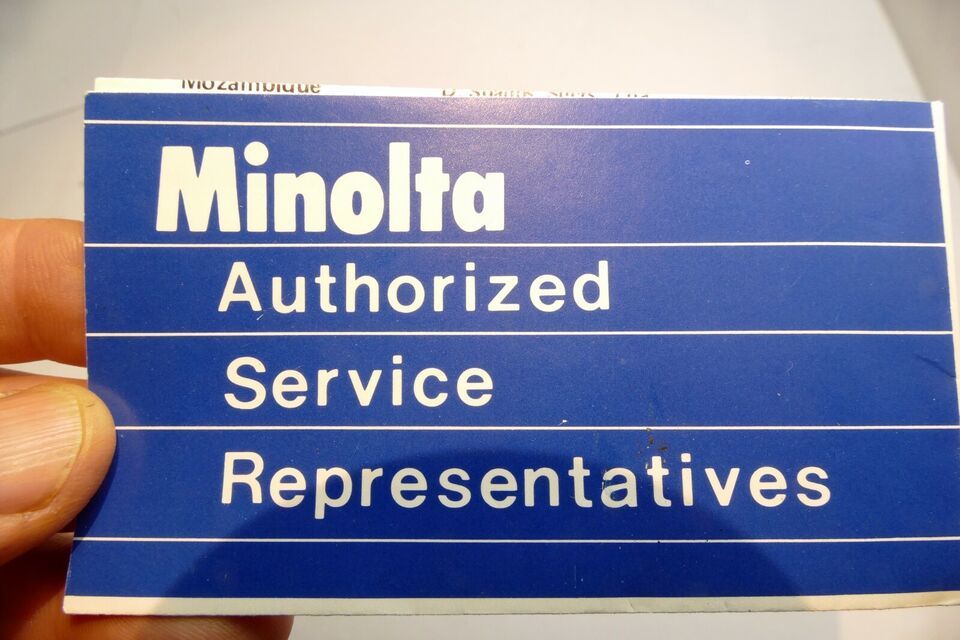 Mozambique
Minolta
Authorized
Service
Representatives